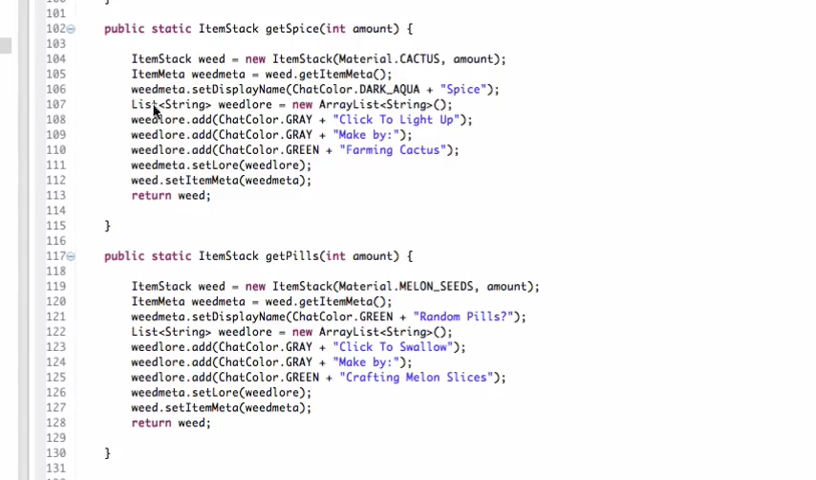 102 public static ItemStack getSpice(int amount) {
103
104 ItemStack weed = new ItemStack(Material.CACTUS, amount);
105 ItemMeta weedmeta = weed.getItemMeta();
106 weedmeta.setDisplayName(ChatColor.DARK_AQUA + "Spice");
107 List<String> weedlore = new ArrayList<String>();
108 weedlore.add(ChatColor.GRAY + "Click To Light Up");
109 weedlore.add(ChatColor.GRAY + "Make by:");
110 weedlore.add(ChatColor.GREEN + "Farming Cactus");
111 weedmeta.setLore(weedlore);
112 weed.setItemMeta(weedmeta);
113 return weed;
114
115 }
116
117 public static ItemStack getPills(int amount) {
118
119 ItemStack weed = new ItemStack(Material.MELON_SEEDS, amount);
120 ItemMeta weedmeta = weed.getItemMeta();
121 weedmeta.setDisplayName(ChatColor.GREEN + "Random Pills?");
122 List<String> weedlore = new ArrayList<String>();
123 weedlore.add(ChatColor.GRAY + "Click To Swallow");
124 weedlore.add(ChatColor.GRAY + "Make by:");
125 weedlore.add(ChatColor.GREEN + "Crafting Melon Slices");
126 weedmeta.setLore(weedlore);
127 weed.setItemMeta(weedmeta);
128 return weed;
129
130 }
131